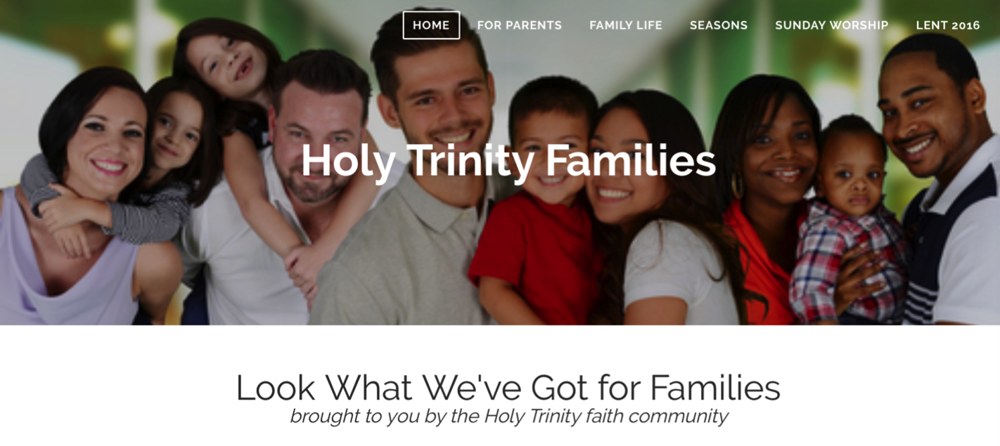 HOME FOR PARENTS FAMILY LIFE SEASONS SUNDAY WORSHIP LENT 2016
Holy Trinity Families
Look What We've Got for Families
brought to you by the Holy Trinity faith community